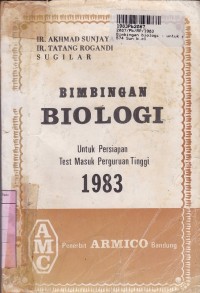 IR. AKHMAD SUNJAY
IR. TATANG ROGANDI
SUGILAR
BIMBINGAN
BIOLOGI
Untuk Persiapan
Test Masuk Perguruan Tinggi
1983
AMC
Penerbit ARMICO Bandung